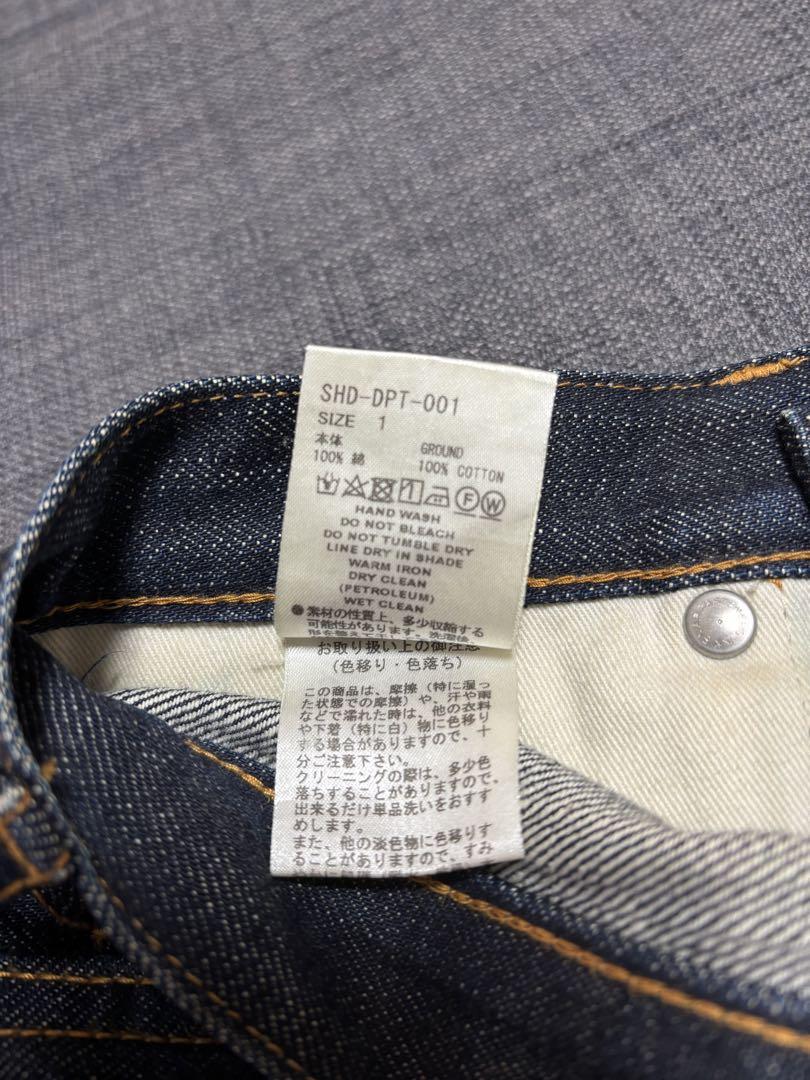 SHD-DPT-001
SIZE 1
本体 GROUND
100% 綿 100% COTTON
F W
HAND WASH
DO NOT BLEACH
DO NOT TUMBLE DRY
LINE DRY IN SHADE
WARM IRON
DRY CLEAN
(PETROLEUM)
WET CLEAN
●素材の性質上、多少収縮する
可能性があります。洗濯後
お取り扱い上の御注意
(色移り・色落ち)
この商品は、摩擦(特に湿っ
た状態での摩擦)や、汗や雨
などで濡れた時は、他の衣料
や下着(特に白)物に色移り
する場合がありますので、十
分ご注意下さい。
クリーニングの際は、多少色
落ちすることがありますので、
出来るだけ単品洗いをおすす
めします。
また、他の淡色物に色移りす
ることがありますので、すみ